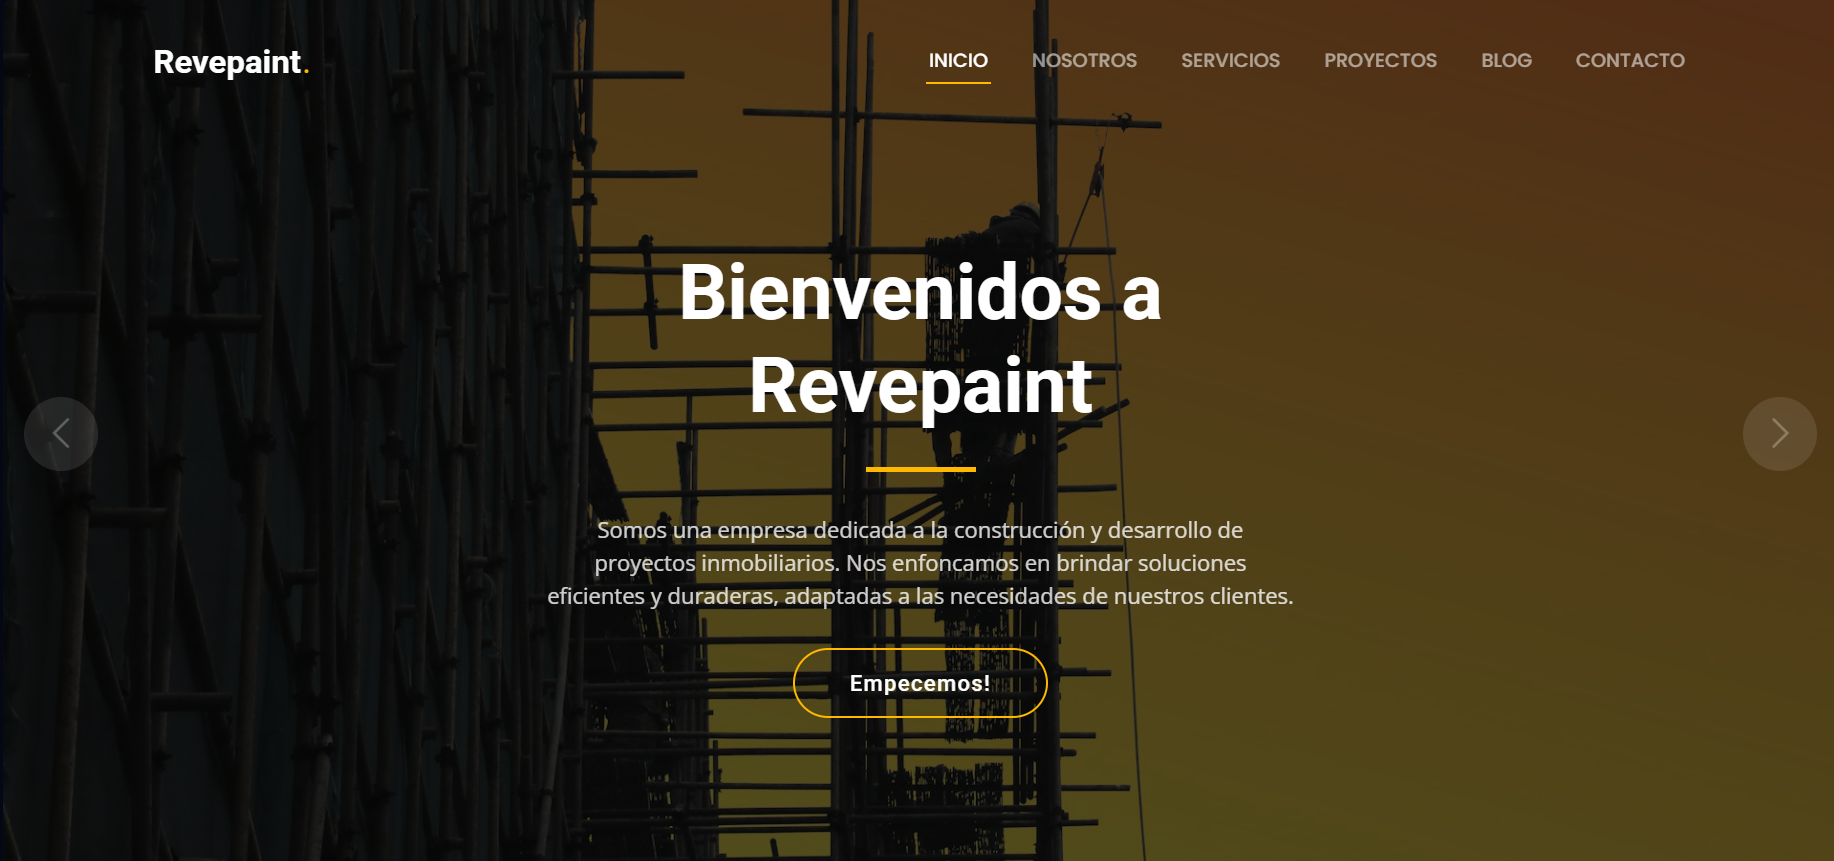 Revepaint.
INICIO NOSOTROS SERVICIOS PROYECTOS BLOG CONTACTO
Bienvenidos a
Revepaint
Somos una empresa dedicada a la construcción y desarrollo de
proyectos inmobiliarios. Nos enfoncamos en brindar soluciones
eficientes y duraderas, adaptadas a las necesidades de nuestros clientes.
Empecemos!